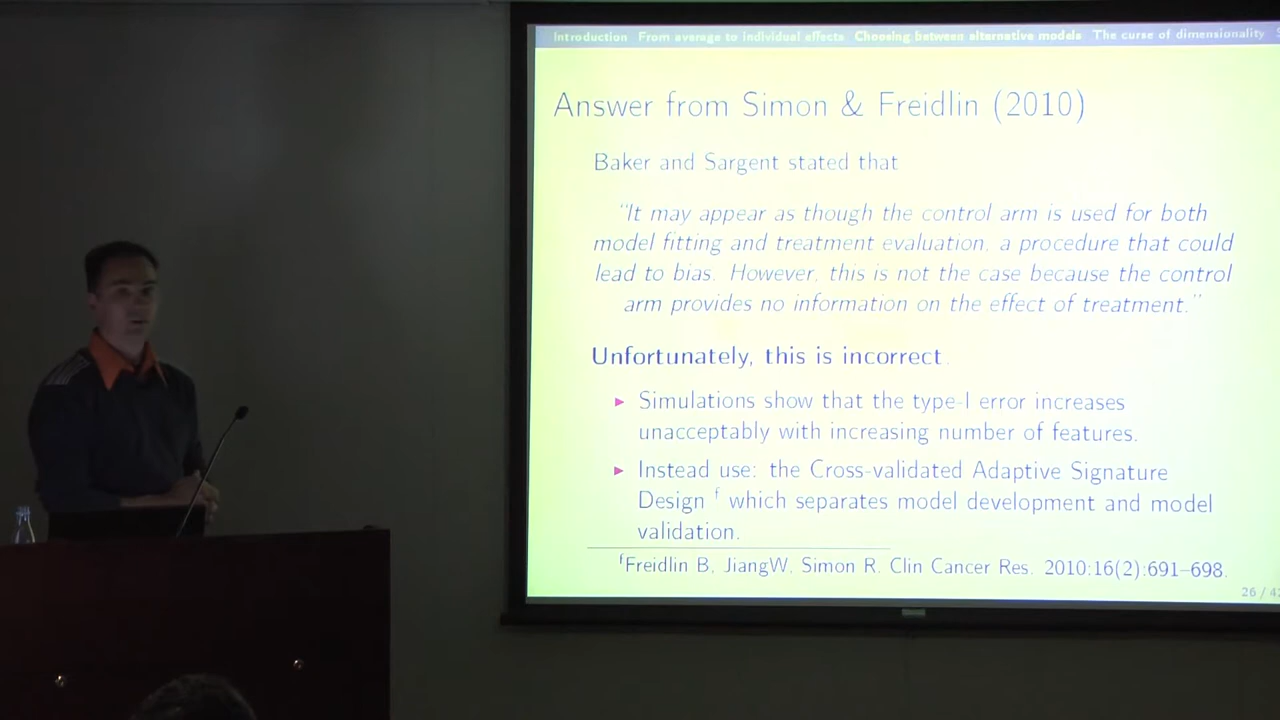 Introduction From average to individual effects Choosing between alternative models The curse of dimensionality
Answer from Simon & Freidlin (2010)
Baker and Sargent stated that
"It may appear as though the control arm is used for both
model fitting and treatment evaluation, a procedure that could
lead to bias. However, this is not the case because the control
arm provides no information on the effect of treatment."
Unfortunately, this is incorrect.
▶ Simulations show that the type-I error increases
unacceptably with increasing number of features.
▶ Instead use: the Cross-validated Adaptive Signature
Design f which separates model development and model
validation.
fFreidlin B, JiangW, Simon R. Clin Cancer Res. 2010;16(2):691–698.
26 / 42